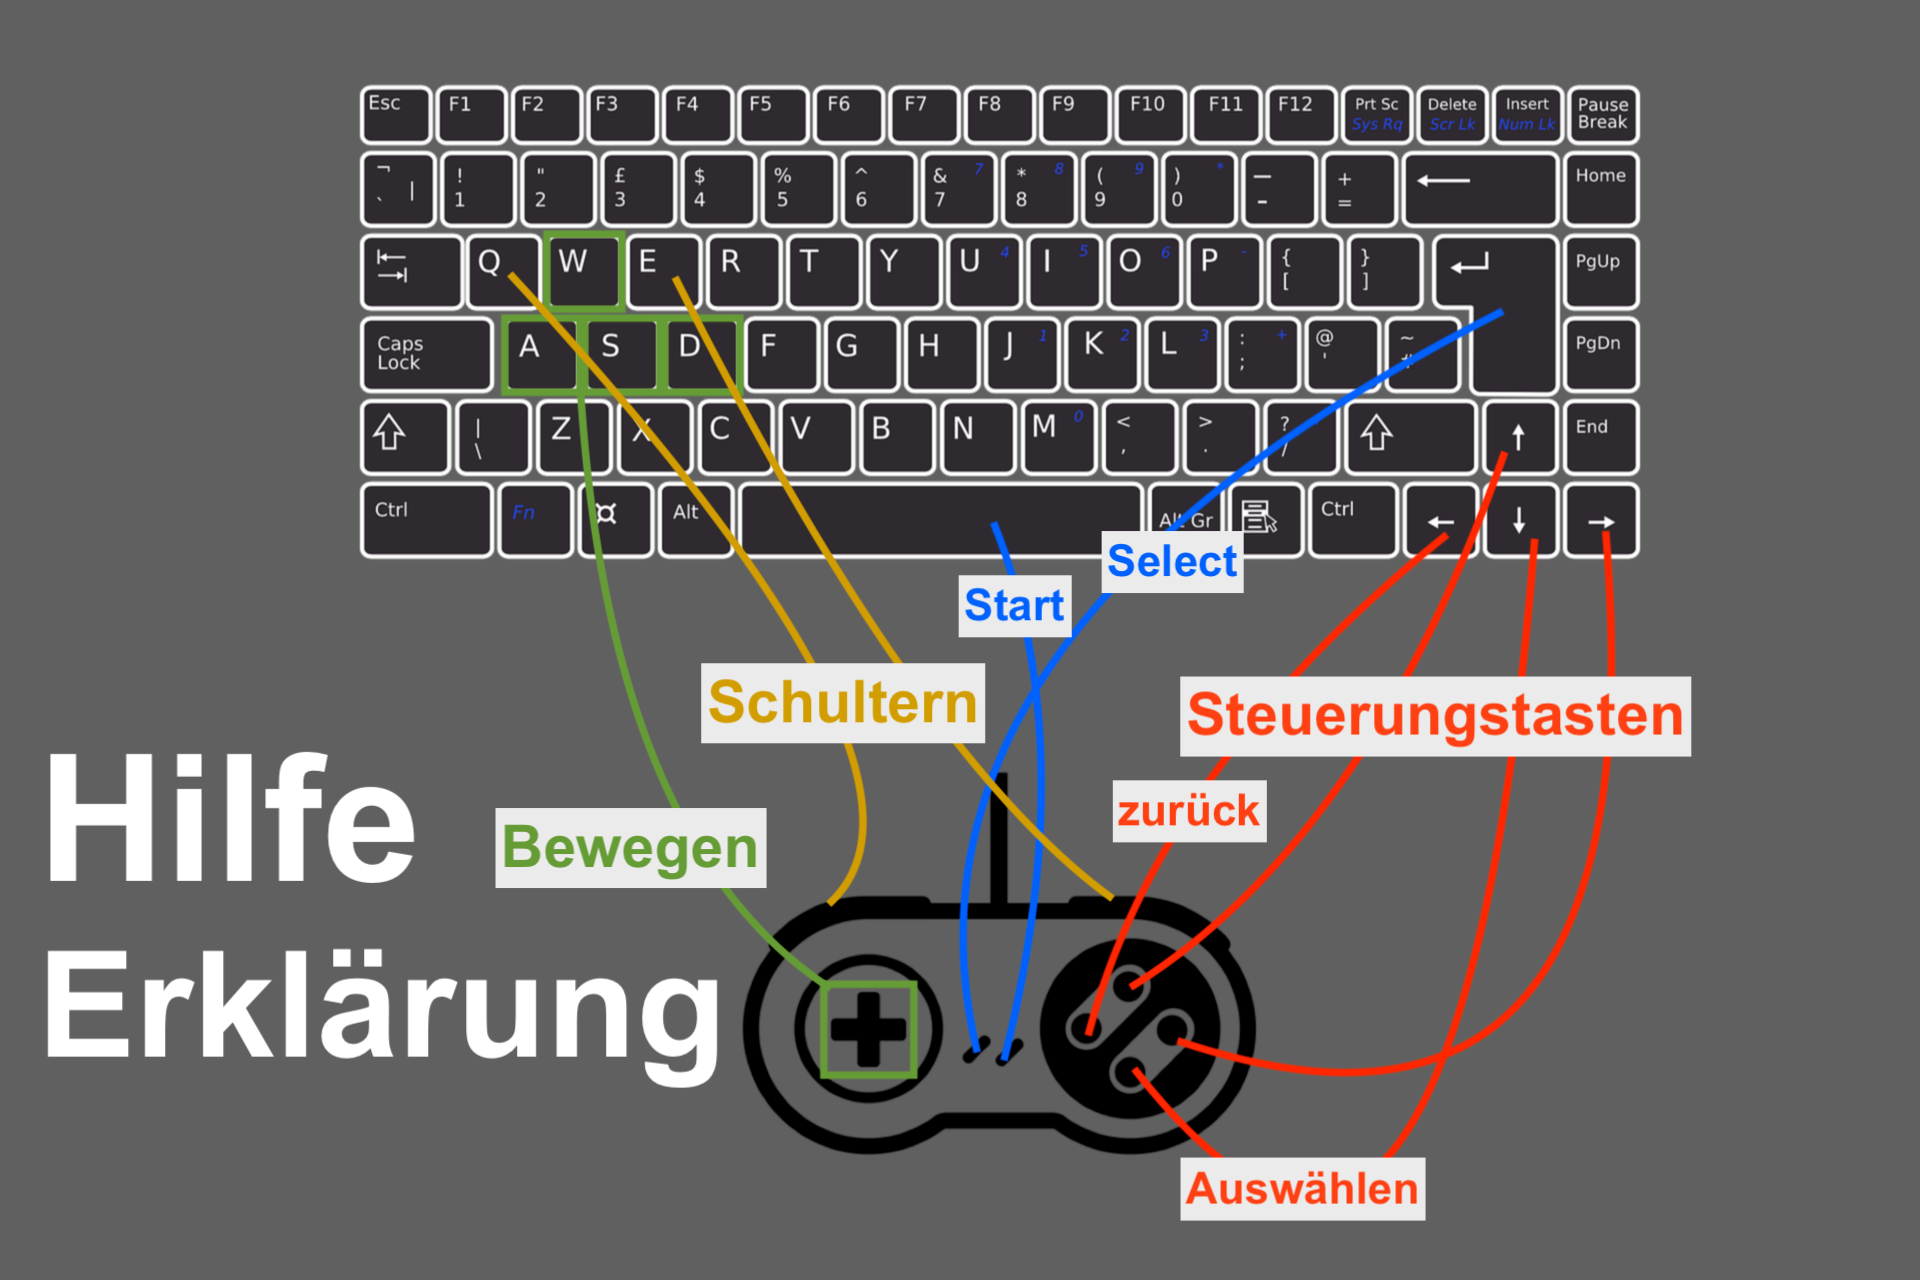 Esc F1 F2 F3 F4 F5 F6 F7 F8 F9 F10 F11 F12 Prt Sc Delete Insert Pause
Sys Rq Scr Lk Num Lk Break
¬ ! " £ $ % ^ & 7 * 8 ( 9 ) * — + Home
` | 1 2 3 4 5 6 7 8 9 0 - =
Q W E R T Y U 4 I 5 O 6 P - { } PgUp
[ ]
Caps A S D F G H J 1 K 2 L 3 : + @ ~ PgDn
Lock ; ' #
| Z X C V B N M 0 < > ? End
\ , . /
Ctrl Fn Alt Alt Gr Ctrl
Select
Start
Schultern
Steuerungstasten
zurück
Bewegen
Hilfe
Erklärung
Auswählen